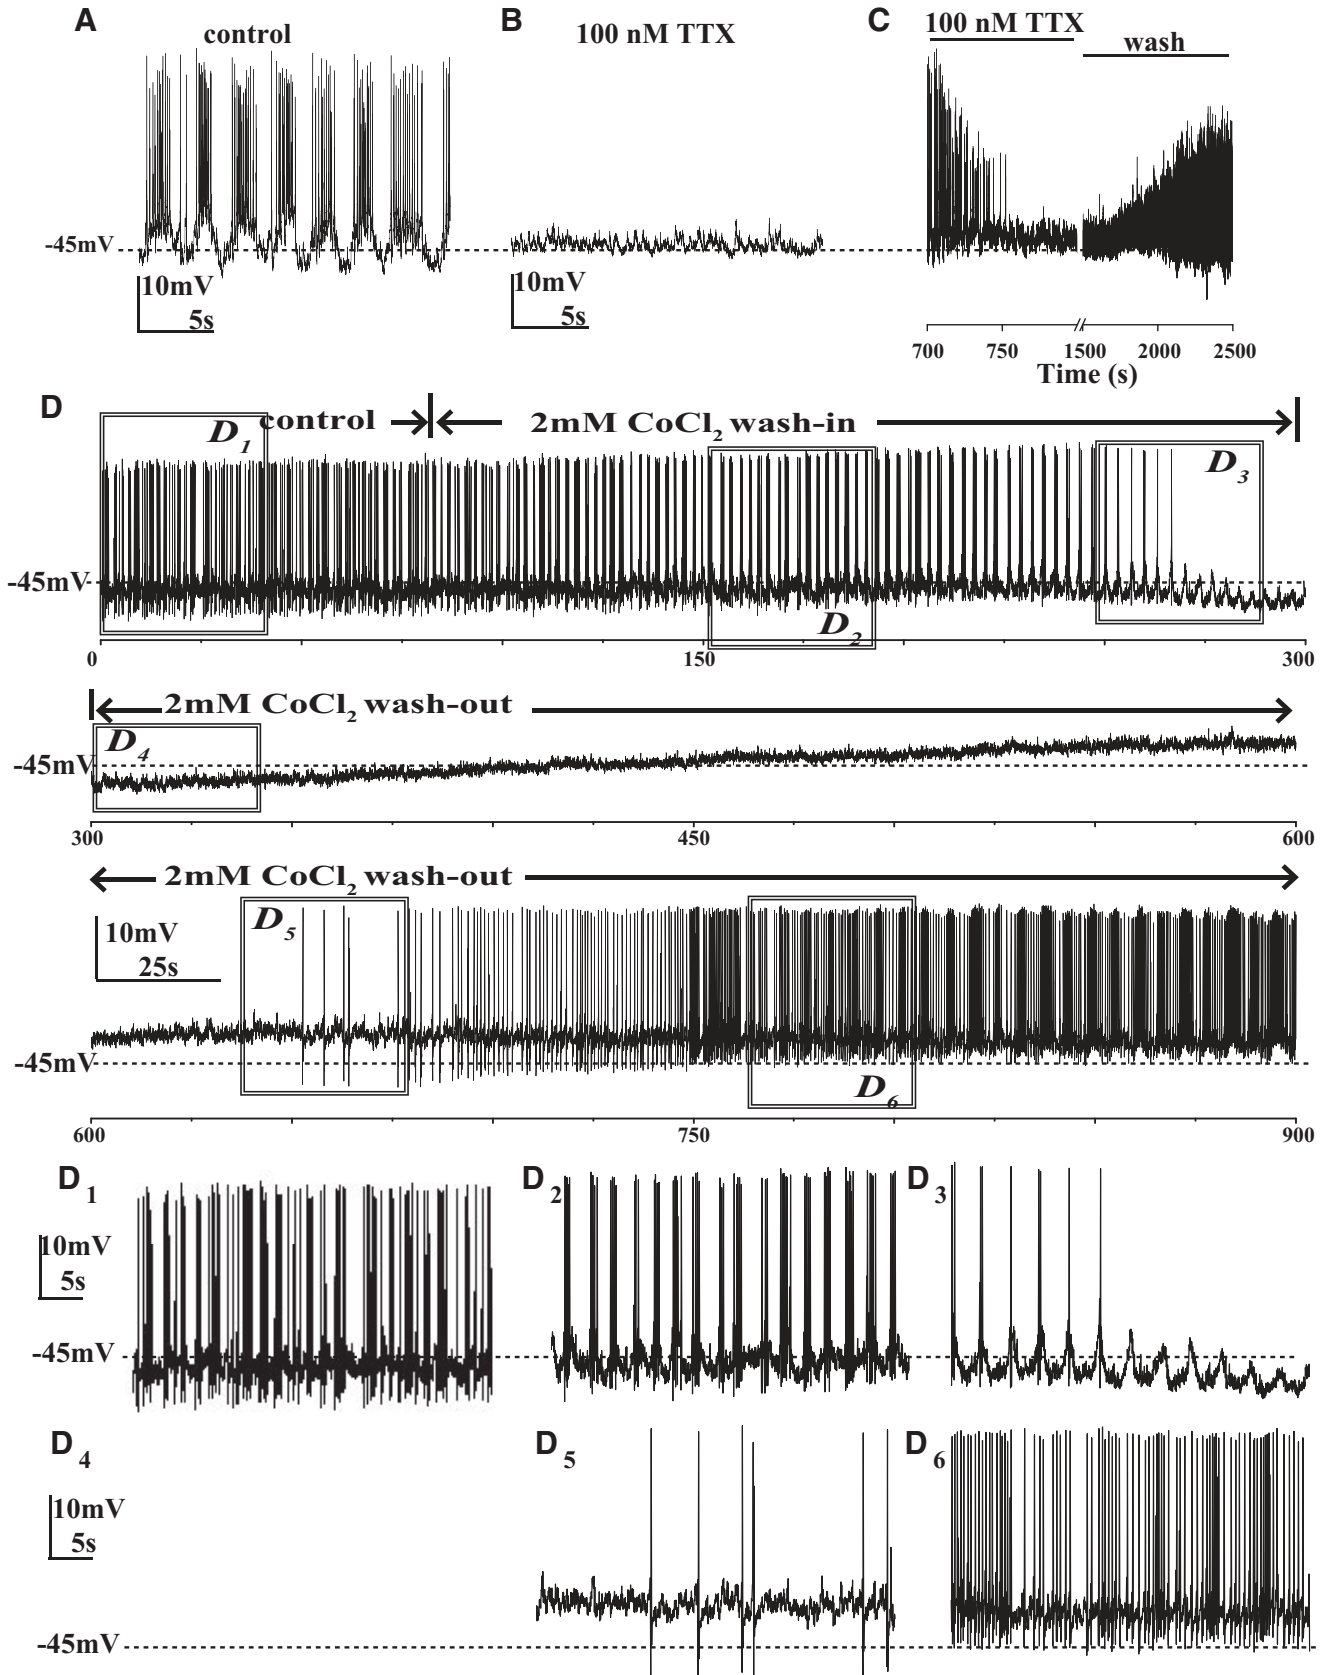 A
control
B
100 nM TTX
C
100 nM TTX
wash
-45mV
10mV
5s
10mV
5s
700
750
1500
2000
2500
Time (s)
D
control
2mM CoCl2 wash-in
D1
D2
D3
-45mV
0
150
300
2mM CoCl2 wash-out
D4
-45mV
300
450
600
2mM CoCl2 wash-out
D5
10mV
25s
D6
-45mV
600
750
900
D1
D2
D3
10mV
5s
-45mV
D4
D5
D6
10mV
5s
-45mV